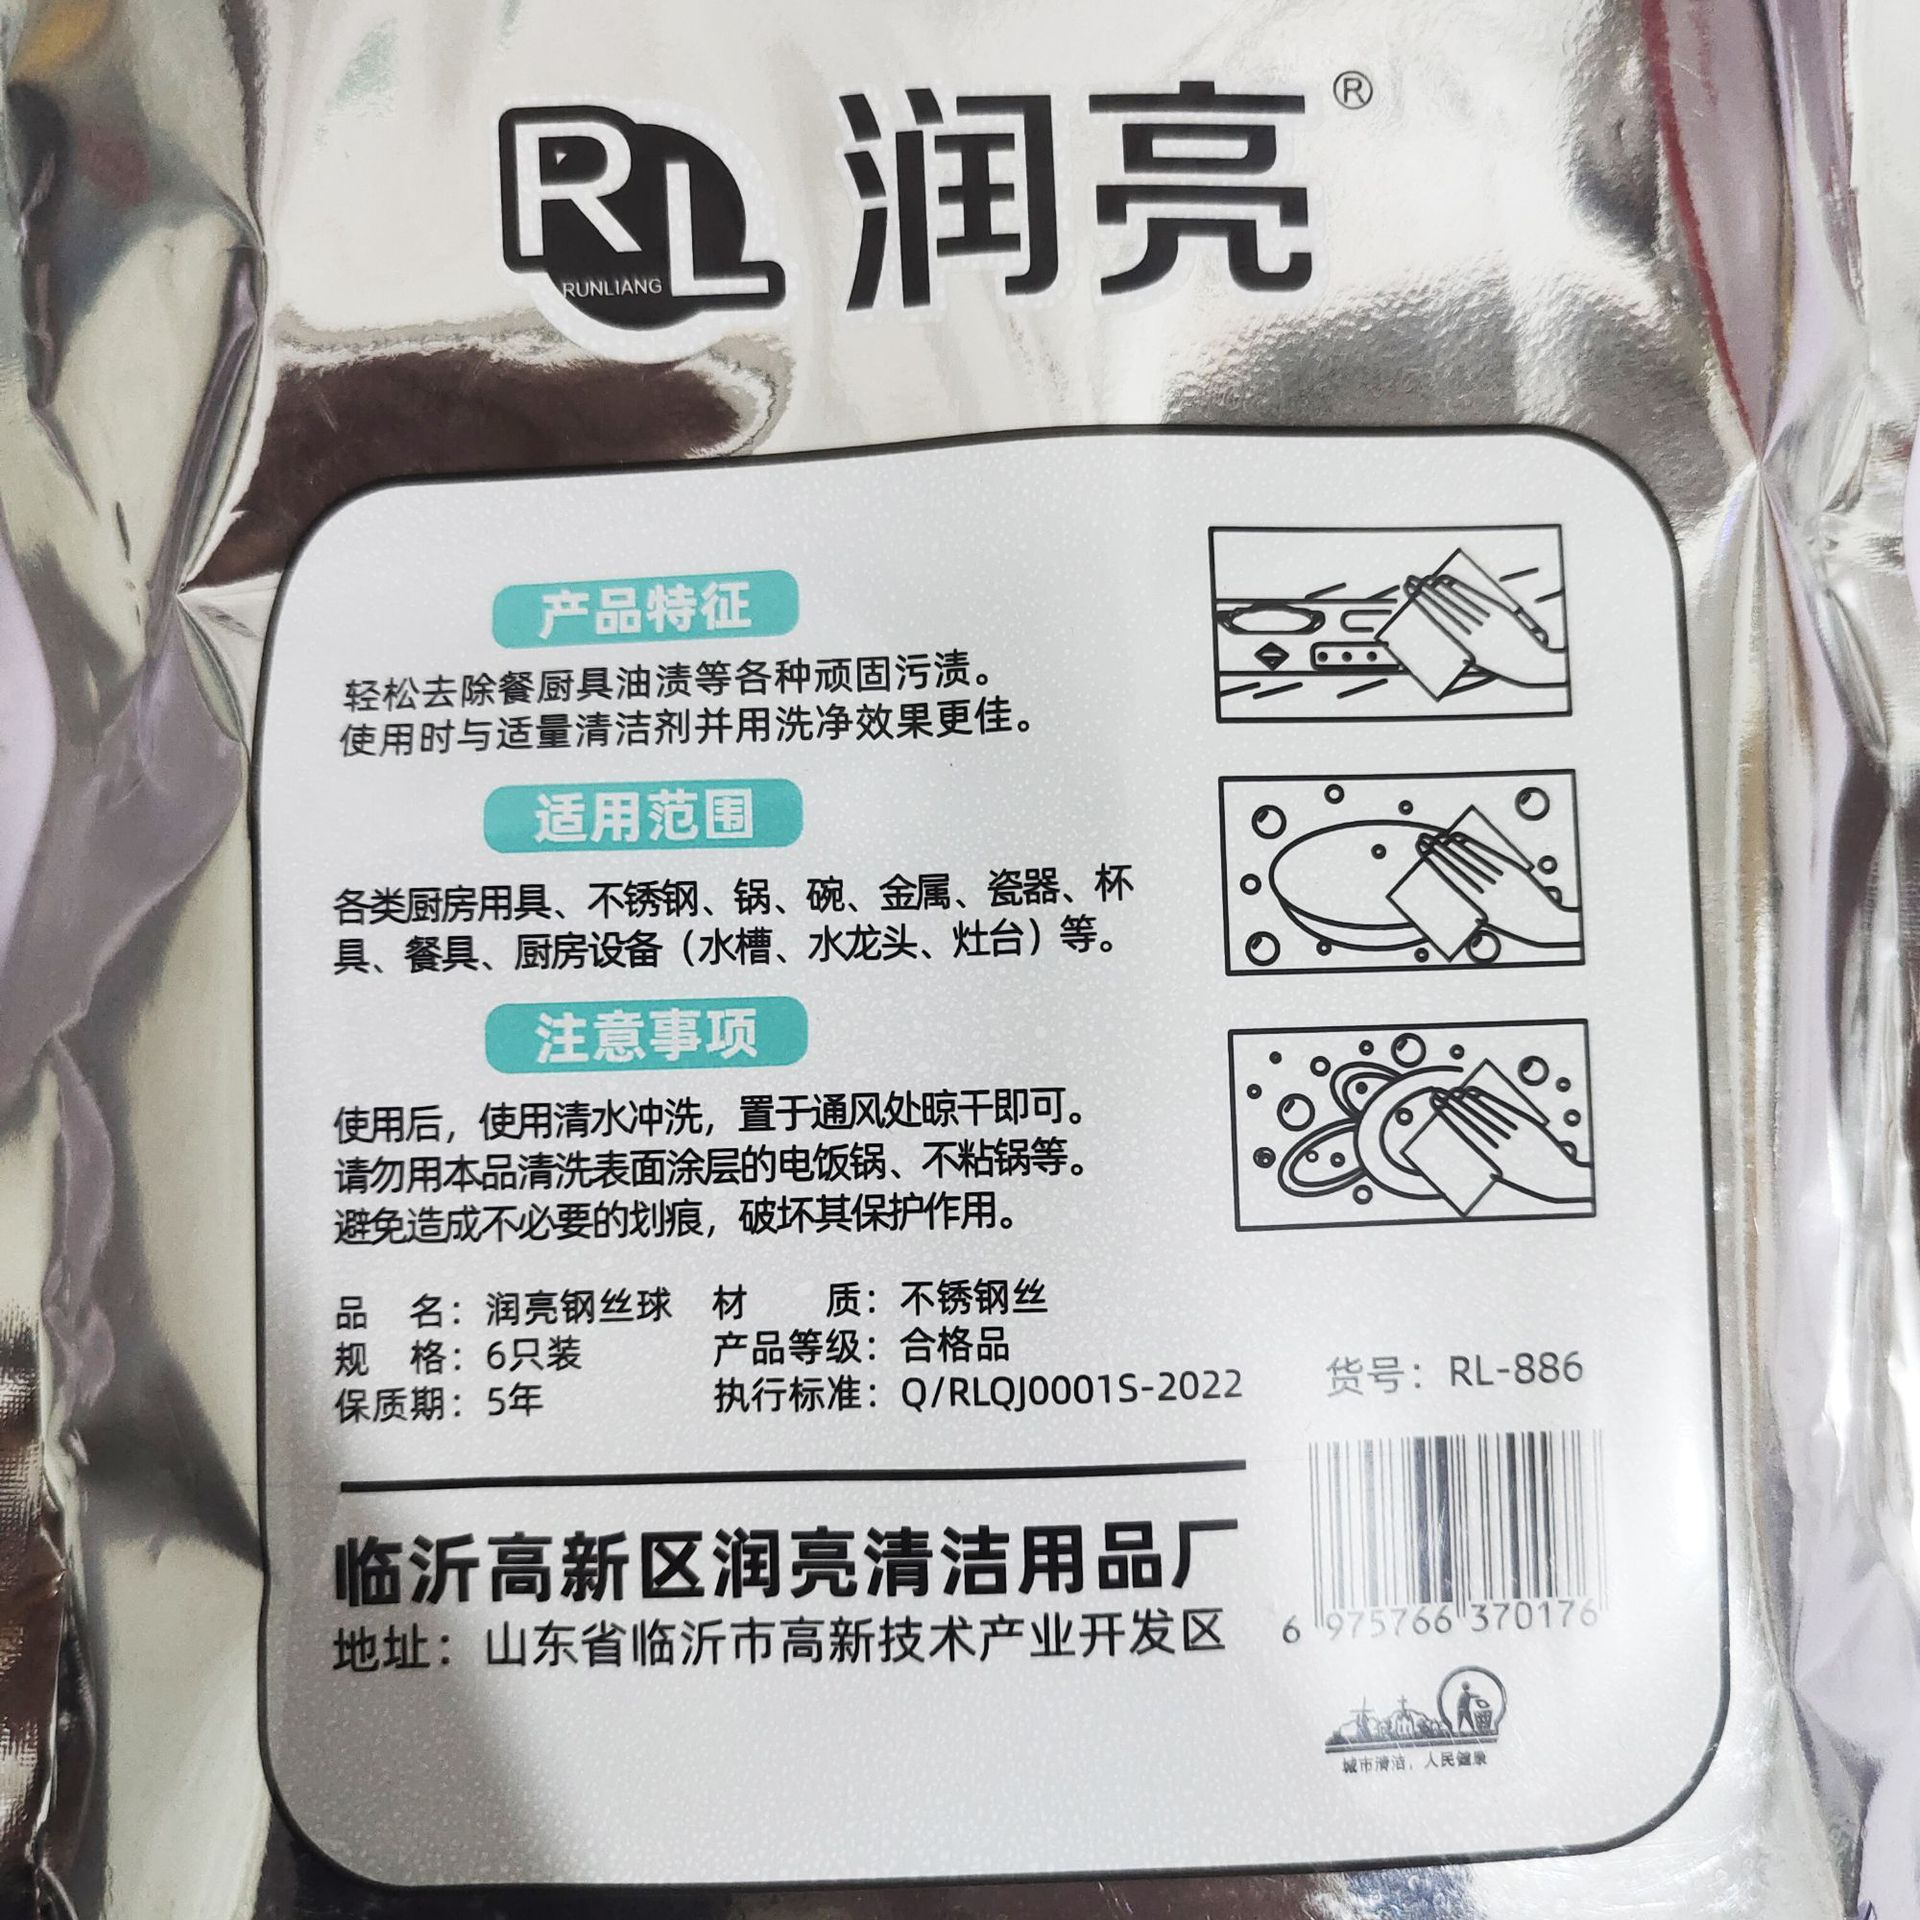 RL 润亮®
RUNLIANG
产品特征
轻松去除餐厨具油渍等各种顽固污渍。
使用时与适量清洁剂并用洗净效果更佳。
适用范围
各类厨房用具、不锈钢、锅、碗、金属、瓷器、杯
具、餐具、厨房设备（水槽、水龙头、灶台）等。
注意事项
使用后，使用清水冲洗，置于通风处晾干即可。
请勿用本品清洗表面涂层的电饭锅、不粘锅等。
避免造成不必要的划痕，破坏其保护作用。
品 名：润亮钢丝球 材 质：不锈钢丝
规 格：6只装 产品等级：合格品
保质期：5年 执行标准：Q/RLQJ0001S-2022
货号：RL-886
临沂高新区润亮清洁用品厂
地址：山东省临沂市高新技术产业开发区
6 975766 370176
城市清洁，人民健康